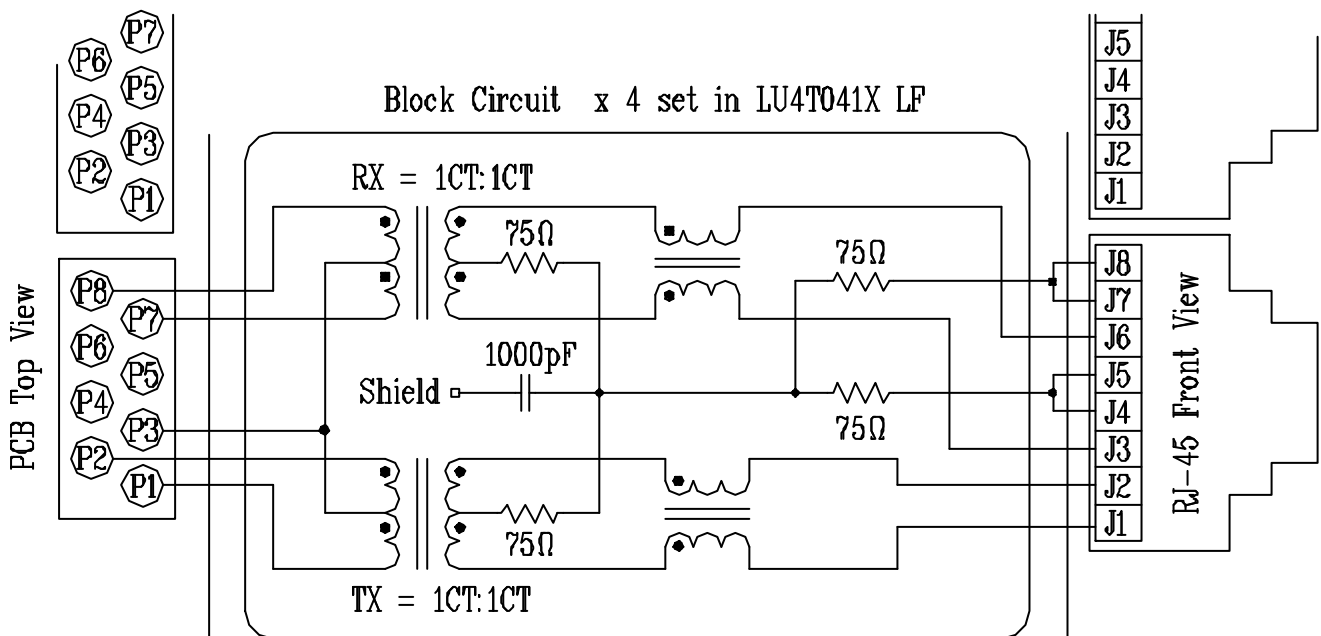 P7
P6
P5
P4
P3
P2
P1
Block Circuit x 4 set in LU4T041X LF
J5
J4
J3
J2
J1
RX = 1CT:1CT
75Ω
75Ω
PCB Top View
P8
P7
P6
P5
P4
P3
P2
P1
1000pF
Shield
75Ω
75Ω
TX = 1CT:1CT
J8
J7
J6
J5
J4
J3
J2
J1
RJ-45 Front View